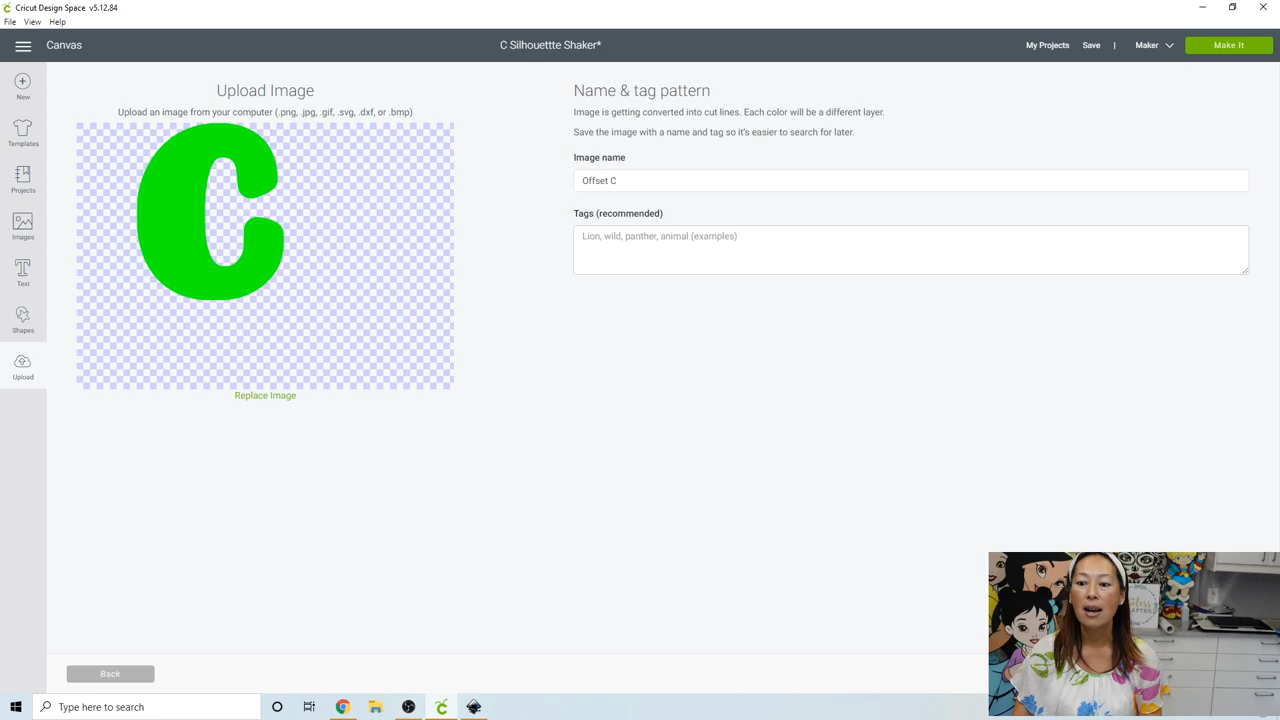 Cricut Design Space v5.12.84
File View Help
Canvas
C Silhouettte Shaker*
My Projects Save | Maker Make It
New
Templates
Projects
Images
Text
Shapes
Upload
Upload Image
Upload an image from your computer (.png, .jpg, .gif, .svg, .dxf, or .bmp)
C
Replace Image
Name & tag pattern
Image is getting converted into cut lines. Each color will be a different layer.
Save the image with a name and tag so it's easier to search for later.
Image name
Offset C
Tags (recommended)
Lion, wild, panther, animal (examples)
Back
Type here to search